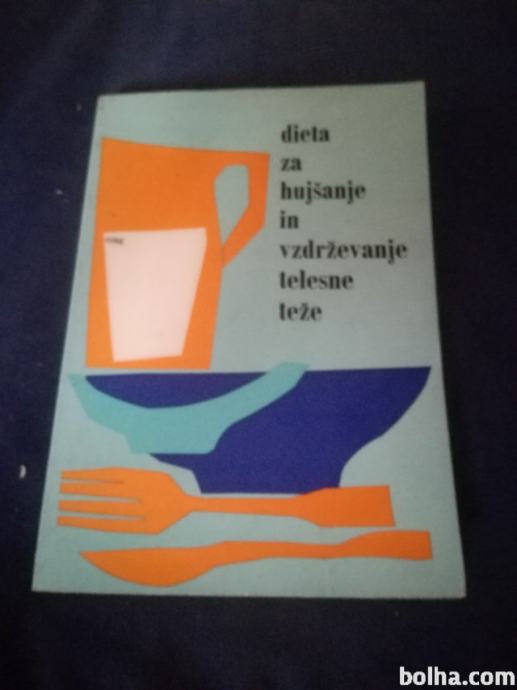 dieta
za
hujšanje
in
vzdrževanje
telesne
teže
bolha.com